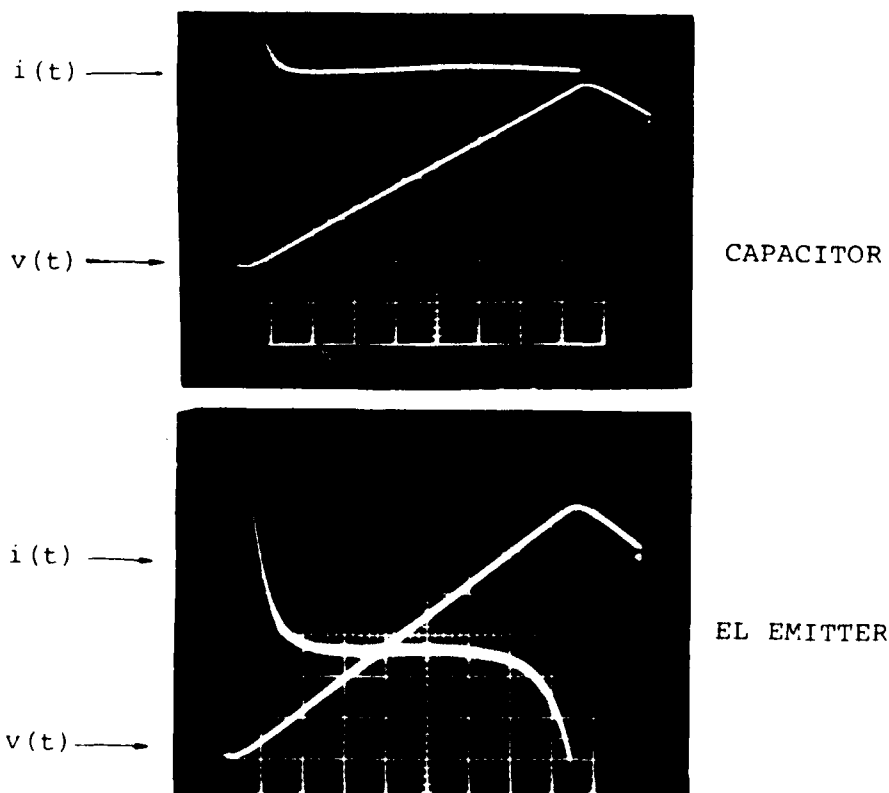 i(t)
v(t)
CAPACITOR
i(t)
EL EMITTER
v(t)